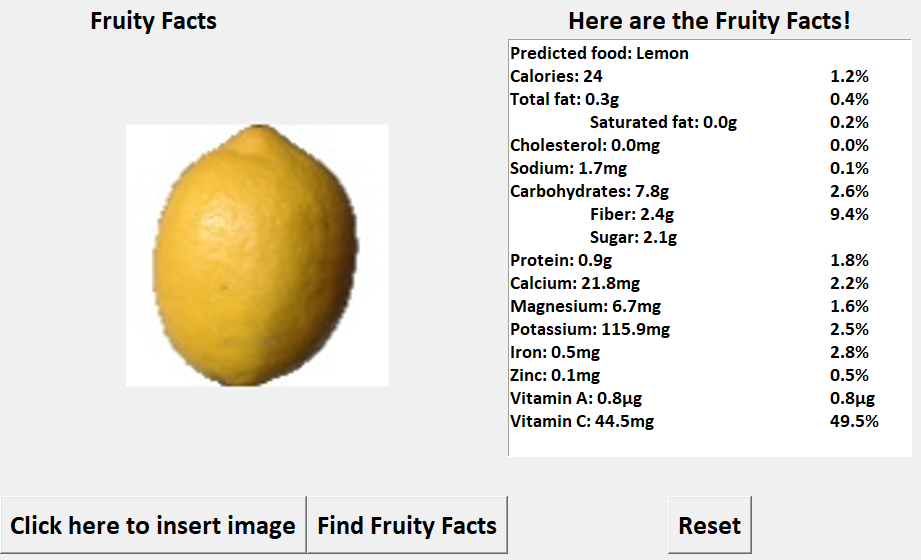 Fruity Facts
Here are the Fruity Facts!
Predicted food: Lemon
Calories: 24 1.2%
Total fat: 0.3g 0.4%
Saturated fat: 0.0g 0.2%
Cholesterol: 0.0mg 0.0%
Sodium: 1.7mg 0.1%
Carbohydrates: 7.8g 2.6%
Fiber: 2.4g 9.4%
Sugar: 2.1g
Protein: 0.9g 1.8%
Calcium: 21.8mg 2.2%
Magnesium: 6.7mg 1.6%
Potassium: 115.9mg 2.5%
Iron: 0.5mg 2.8%
Zinc: 0.1mg 0.5%
Vitamin A: 0.8µg 0.8µg
Vitamin C: 44.5mg 49.5%
Click here to insert image
Find Fruity Facts
Reset